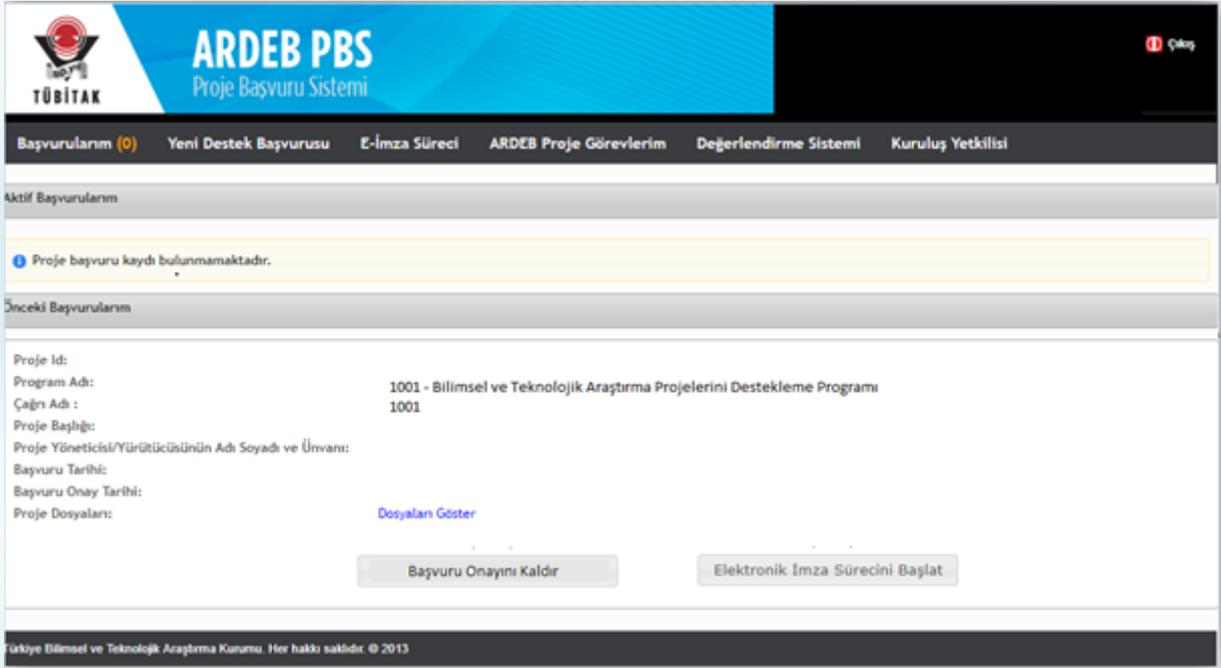 TÜBİTAK
ARDEB PBS
Proje Başvuru Sistemi
Çıkış
Başvurularım (0) Yeni Destek Başvurusu E-İmza Süreci ARDEB Proje Görevlerim Değerlendirme Sistemi Kuruluş Yetkilisi
Aktif Başvurularım
Proje başvuru kaydı bulunmamaktadır.
Önceki Başvurularım
Proje Id:
Program Adı: 1001 - Bilimsel ve Teknolojik Araştırma Projelerini Destekleme Programı
Çağrı Adı : 1001
Proje Başlığı:
Proje Yöneticisi/Yürütücüsünün Adı Soyadı ve Ünvanı:
Başvuru Tarihi:
Başvuru Onay Tarihi:
Proje Dosyaları: Dosyaları Göster
Başvuru Onayını Kaldır Elektronik İmza Sürecini Başlat
Türkiye Bilimsel ve Teknolojik Araştırma Kurumu. Her hakkı saklıdır. © 2013